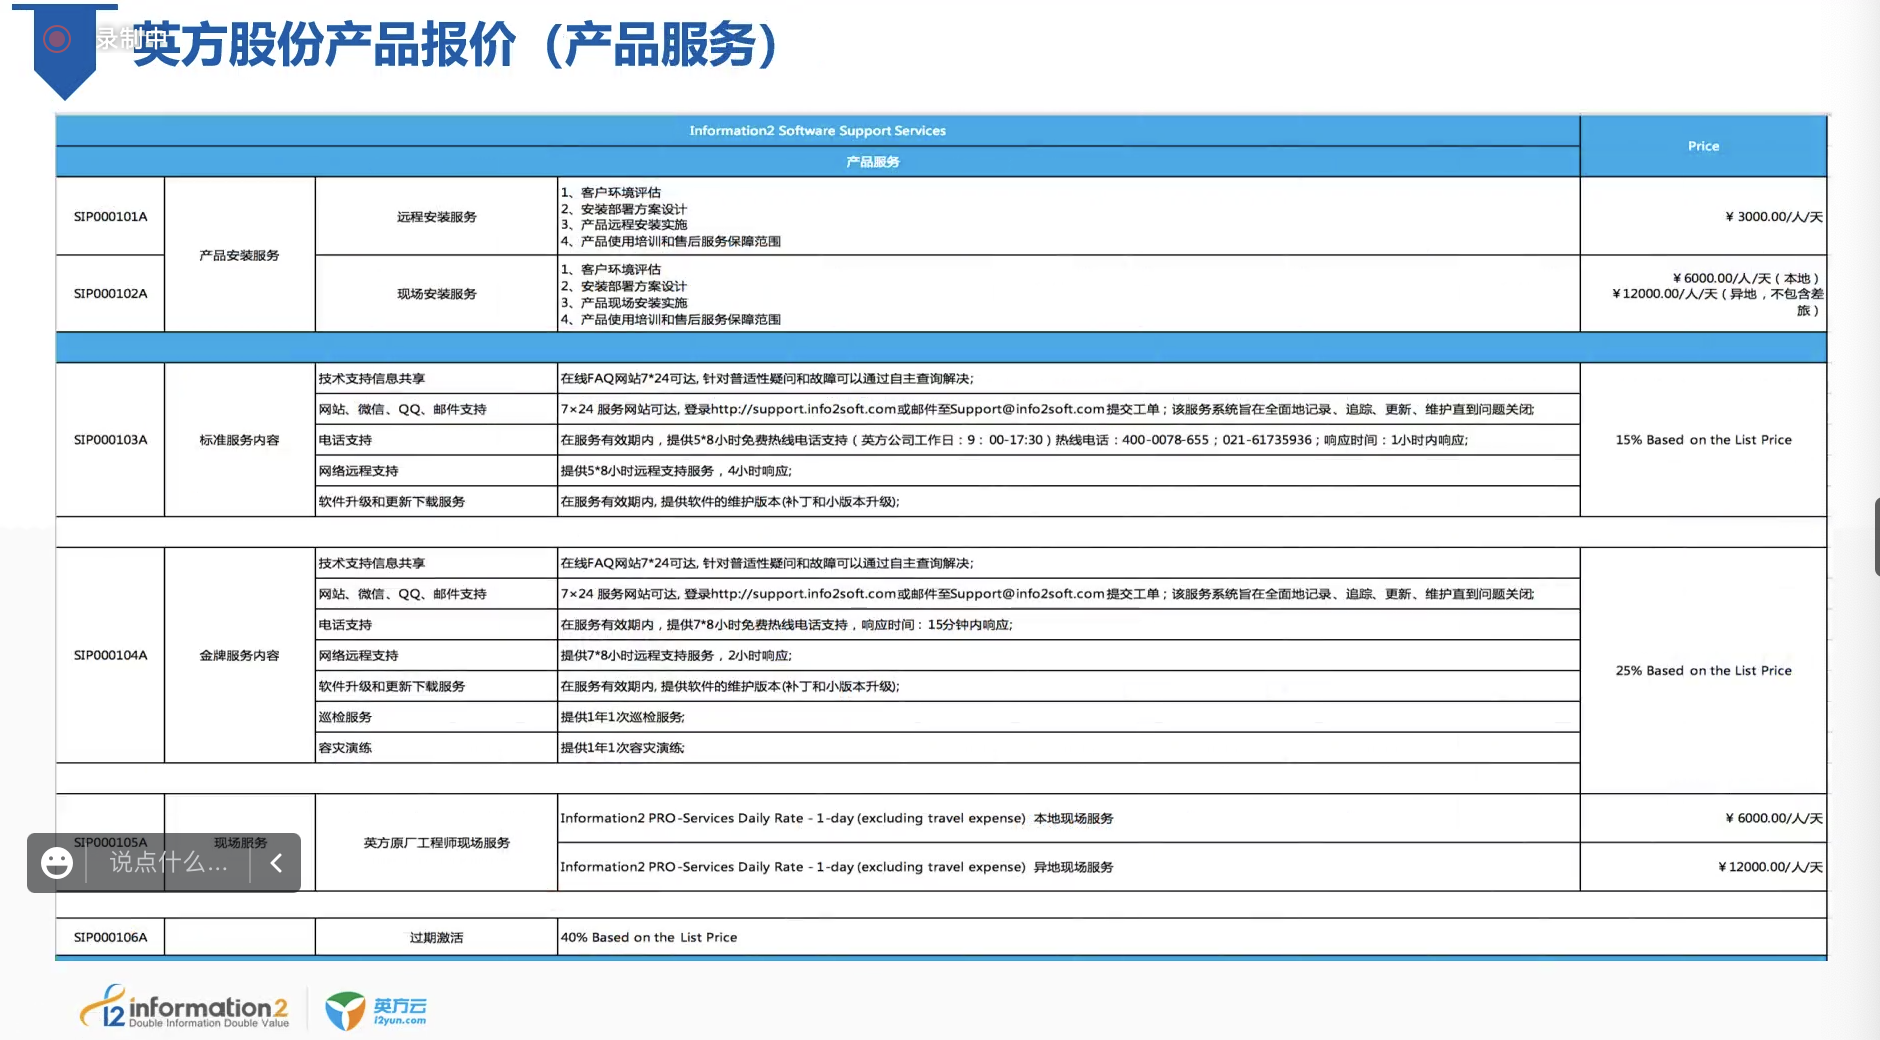 录制中
英方股份产品报价（产品服务）
Information2 Software Support Services
Price
产品服务
SIP000101A
产品安装服务
远程安装服务
1、客户环境评估
2、安装部署方案设计
3、产品远程安装实施
4、产品使用培训和售后服务保障范围
¥ 3000.00/人/天
SIP000102A
现场安装服务
1、客户环境评估
2、安装部署方案设计
3、产品现场安装实施
4、产品使用培训和售后服务保障范围
¥ 6000.00/人/天（本地）
¥12000.00/人/天（异地，不包含差
旅）
SIP000103A
标准服务内容
技术支持信息共享
在线FAQ网站7*24可达, 针对普适性疑问和故障可以通过自主查询解决;
网站、微信、QQ、邮件支持
7×24 服务网站可达, 登录http://support.info2soft.com或邮件至Support@info2soft.com提交工单；该服务系统旨在全面地记录、追踪、更新、维护直到问题关闭;
电话支持
在服务有效期内，提供5*8小时免费热线电话支持（英方公司工作日：9：00-17:30）热线电话：400-0078-655；021-61735936；响应时间：1小时内响应;
网络远程支持
提供5*8小时远程支持服务，4小时响应;
软件升级和更新下载服务
在服务有效期内, 提供软件的维护版本(补丁和小版本升级);
15% Based on the List Price
SIP000104A
金牌服务内容
技术支持信息共享
在线FAQ网站7*24可达, 针对普适性疑问和故障可以通过自主查询解决;
网站、微信、QQ、邮件支持
7×24 服务网站可达, 登录http://support.info2soft.com或邮件至Support@info2soft.com提交工单；该服务系统旨在全面地记录、追踪、更新、维护直到问题关闭;
电话支持
在服务有效期内，提供7*8小时免费热线电话支持，响应时间：15分钟内响应;
网络远程支持
提供7*8小时远程支持服务，2小时响应;
软件升级和更新下载服务
在服务有效期内, 提供软件的维护版本(补丁和小版本升级);
巡检服务
提供1年1次巡检服务;
容灾演练
提供1年1次容灾演练;
25% Based on the List Price
SIP000105A
现场服务
英方原厂工程师现场服务
Information2 PRO-Services Daily Rate - 1-day (excluding travel expense) 本地现场服务
¥ 6000.00/人/天
Information2 PRO-Services Daily Rate - 1-day (excluding travel expense) 异地现场服务
¥12000.00/人/天
说点什么...
SIP000106A
过期激活
40% Based on the List Price
i2 information2
Double Information Double Value
英方云
i2yun.com